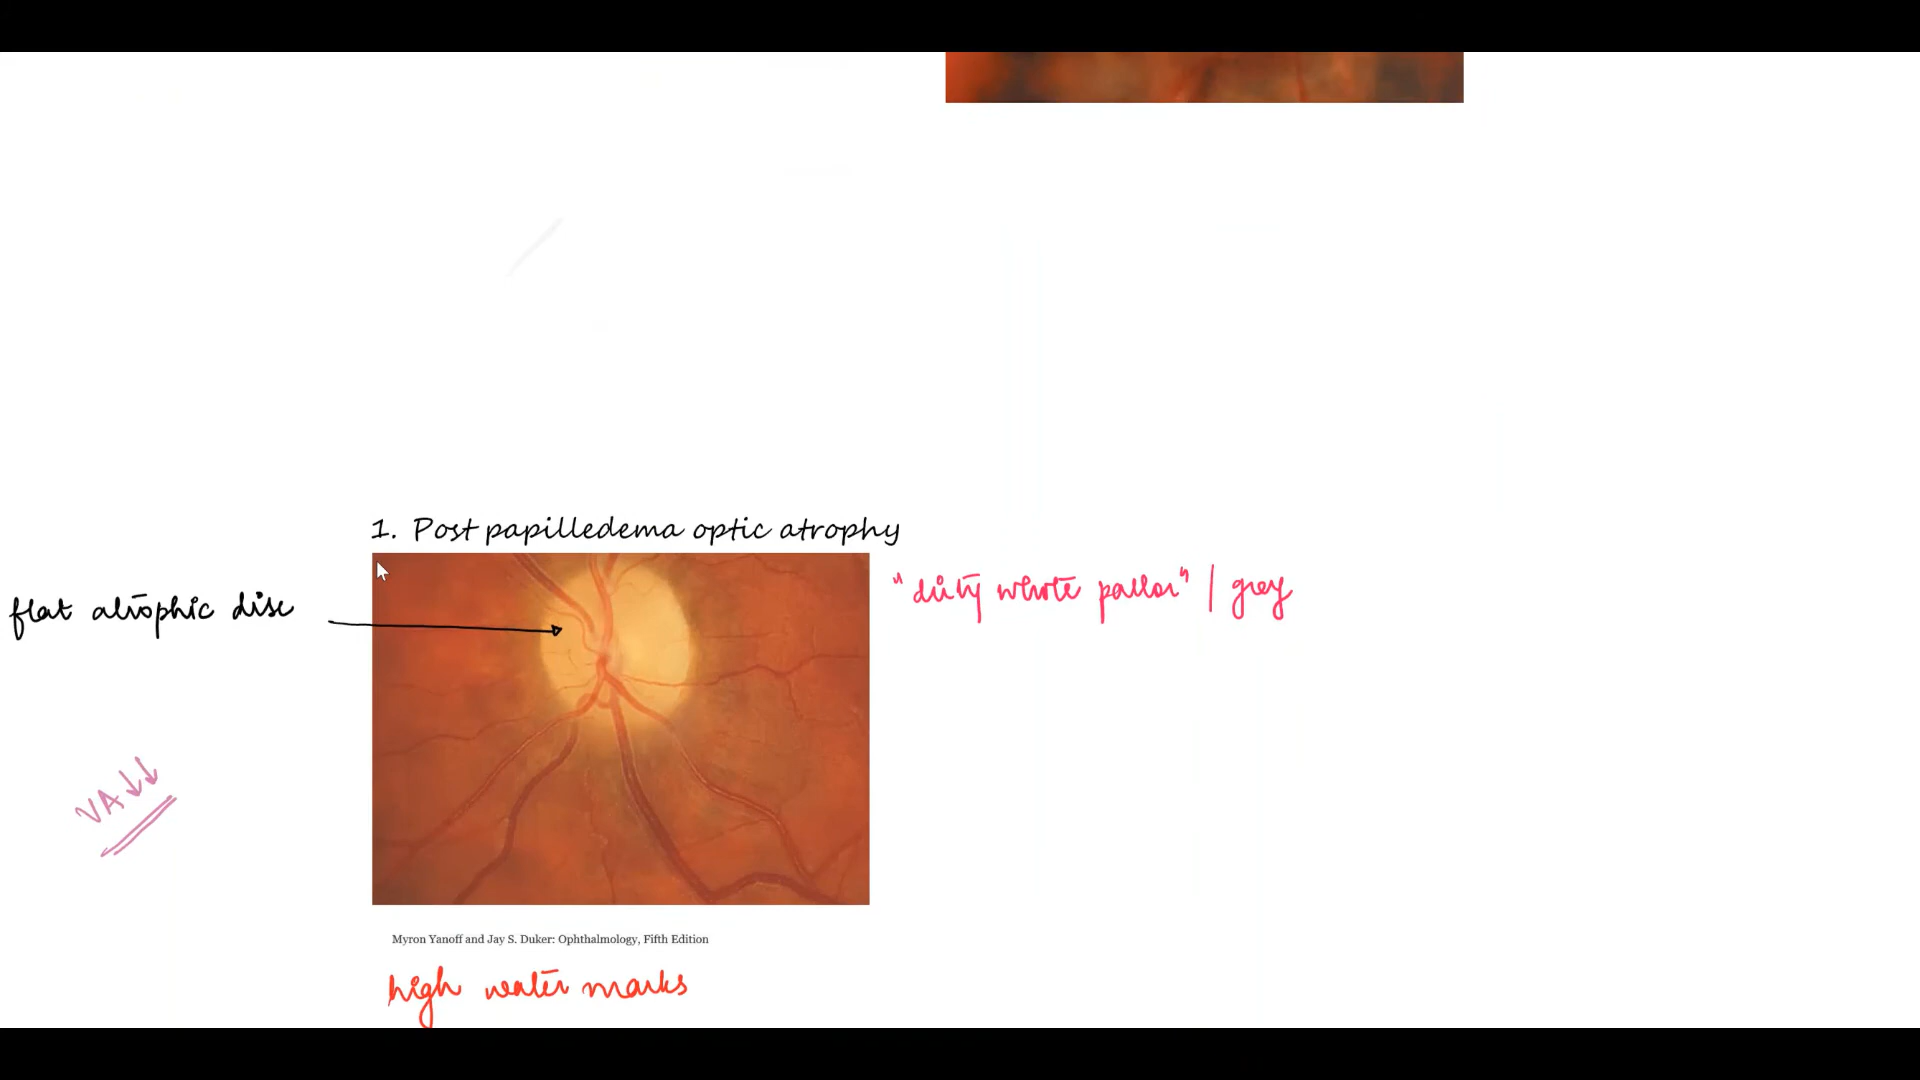 1. Post papilledema optic atrophy
"dirty white pallor" | grey
flat atrophic disc
VA↓↓
Myron Yanoff and Jay S. Duker: Ophthalmology, Fifth Edition
high water marks